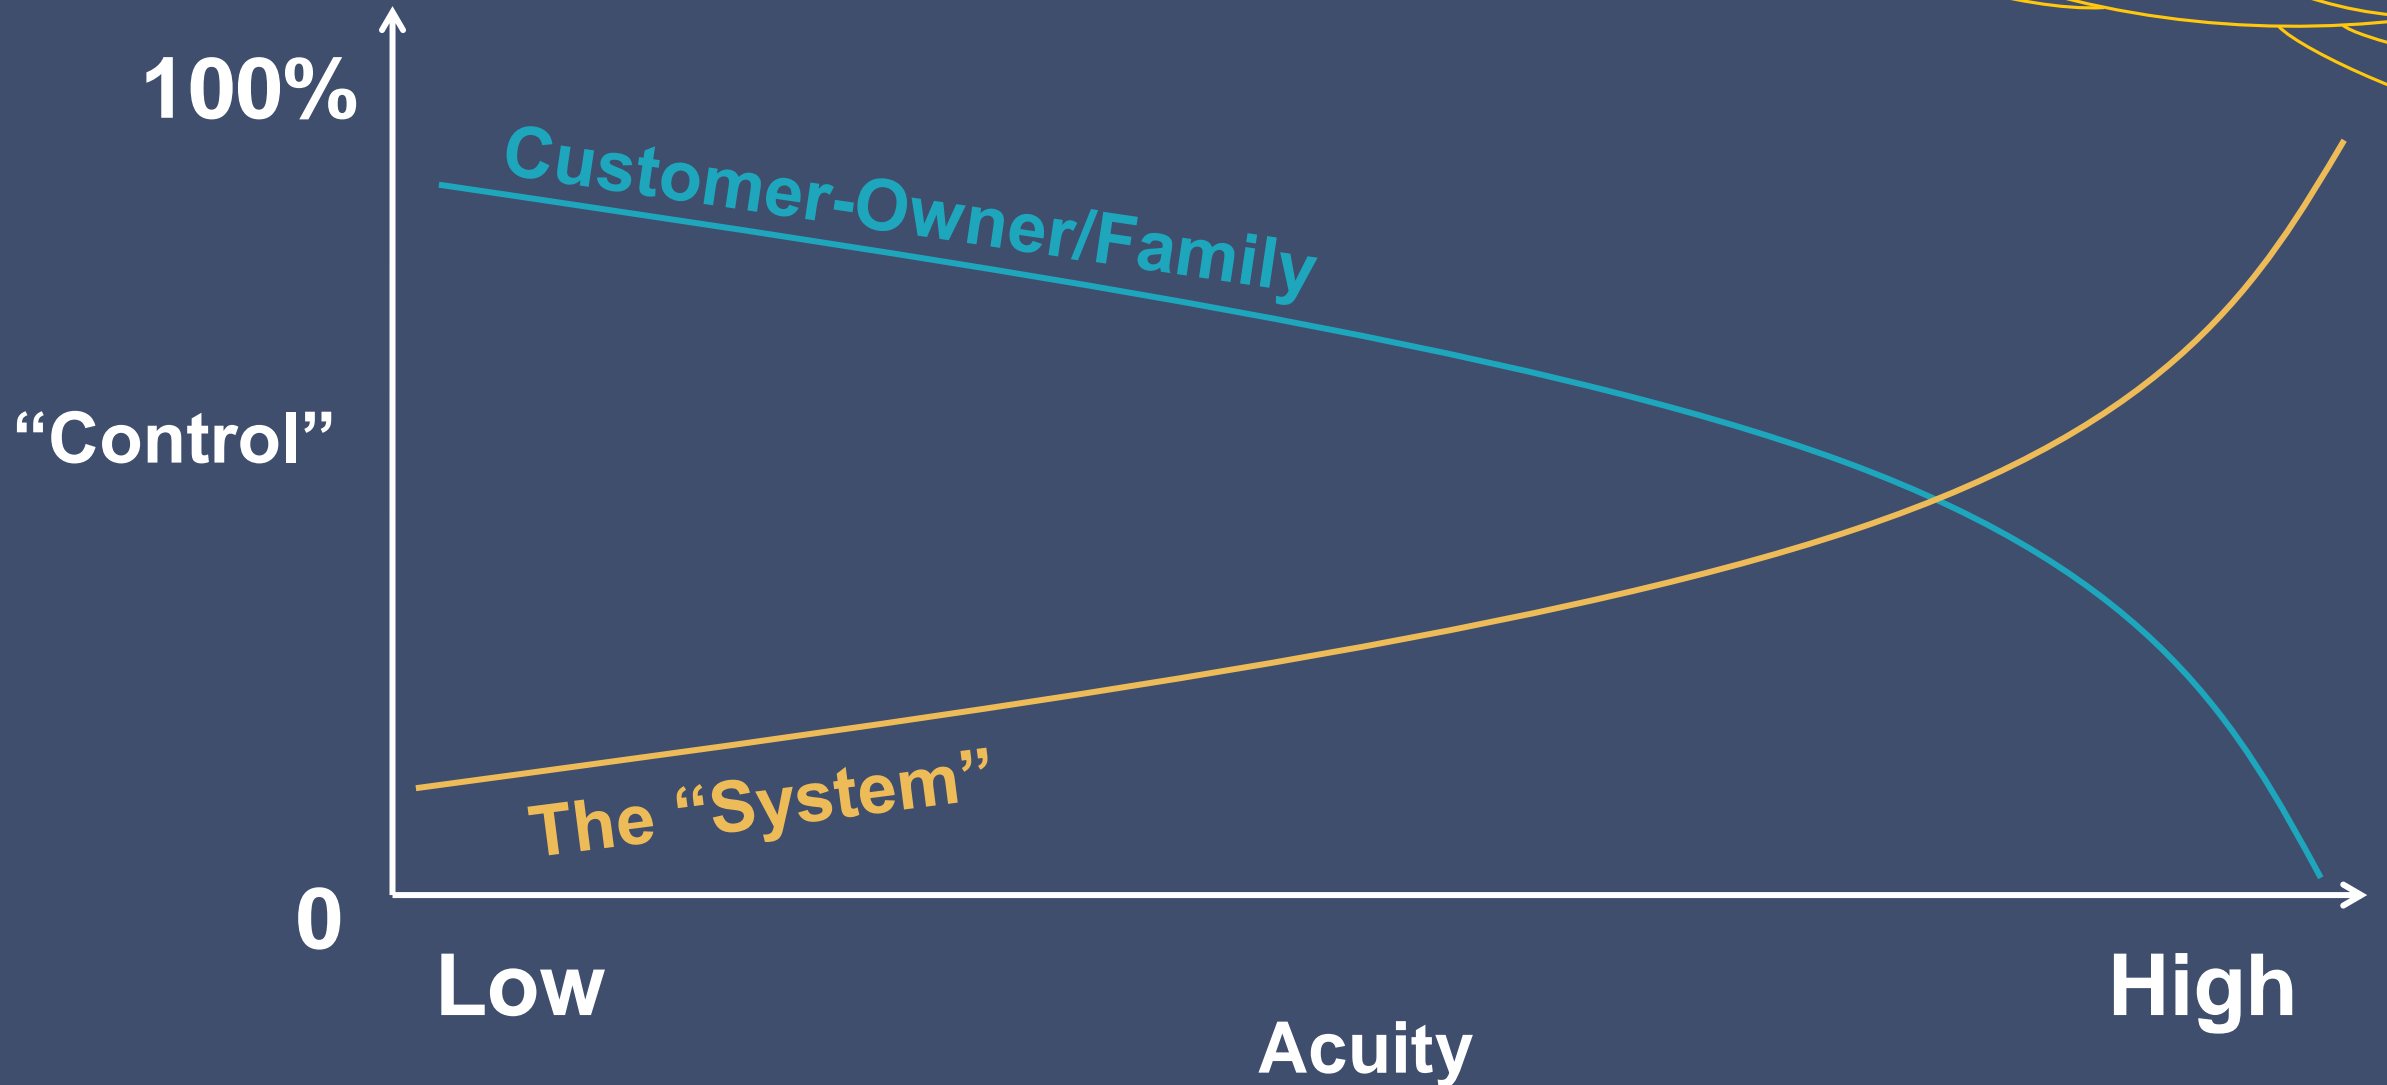 100%
Customer-Owner/Family
“Control”
The “System”
0
Low
High
Acuity